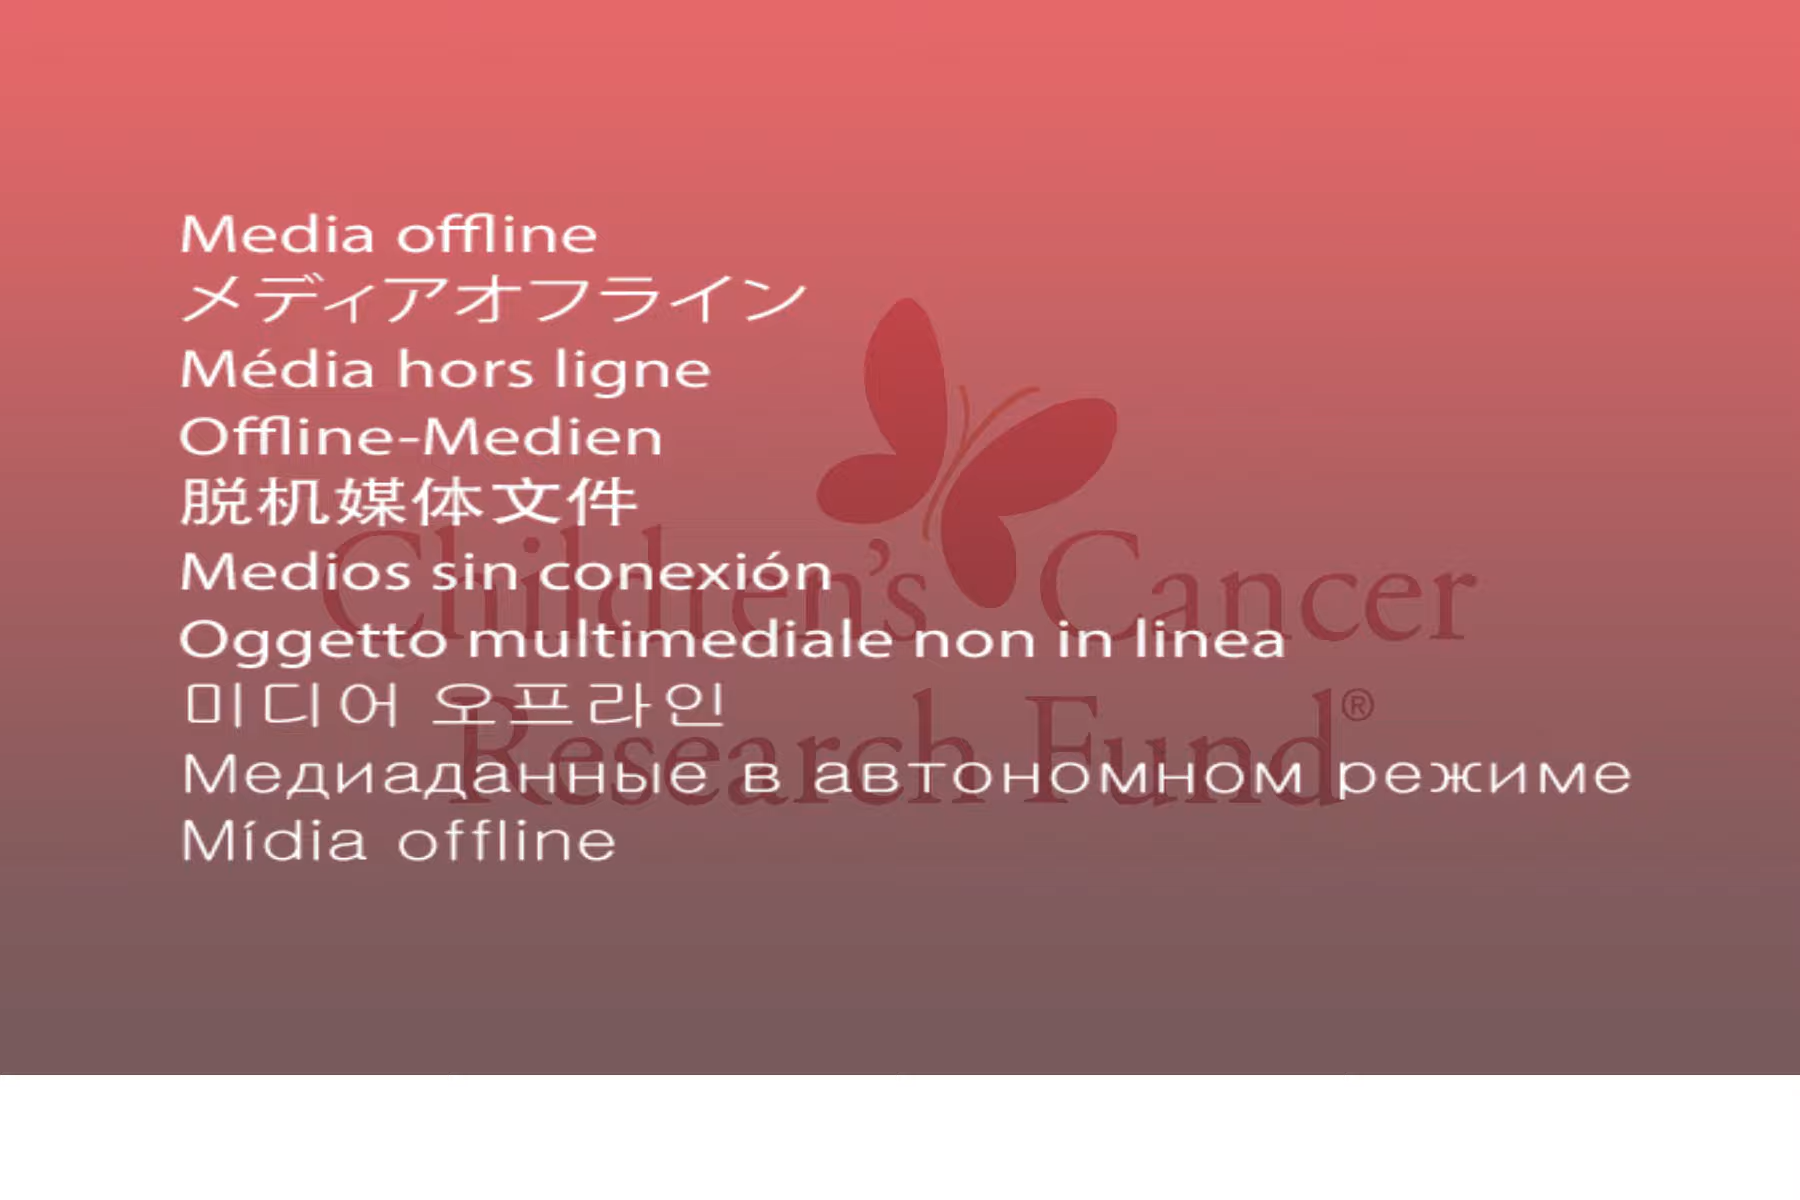 Media offline
メディアオフライン
Média hors ligne
Offline-Medien
脱机媒体文件
Medios sin conexión
Oggetto multimediale non in linea
미디어 오프라인
Медиаданные в автономном режиме
Mídia offline
Children's Cancer
Research Fund®